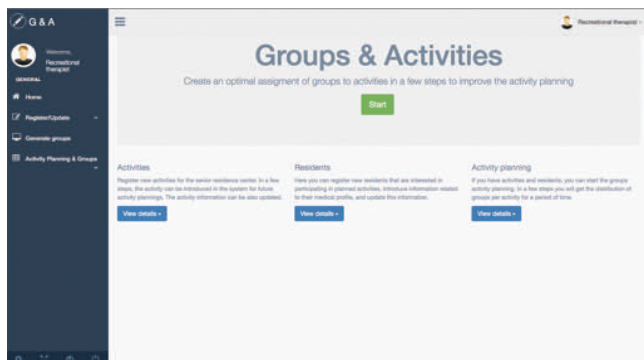 G & A
Recreational therapist
Welcome,
Recreational
therapist
GENERAL
Home
Register/Update
Generate groups
Activity Planning & Groups
Groups & Activities
Create an optimal assigment of groups to activities in a few steps to improve the activity planning
Start
Activities
Register new activities for the senior residence center. In a few
steps, the activity can be introduced in the system for future
activity plannings. The activity information can be also updated.
View details »
Residents
Here you can register new residents that are interested in
participating in planned activities, introduce information related
to their medical profile, and update this information.
View details »
Activity planning
If you have activities and residents, you can start the groups
activity planning. In a few steps you will get the distribution of
groups per activity for a period of time.
View details »